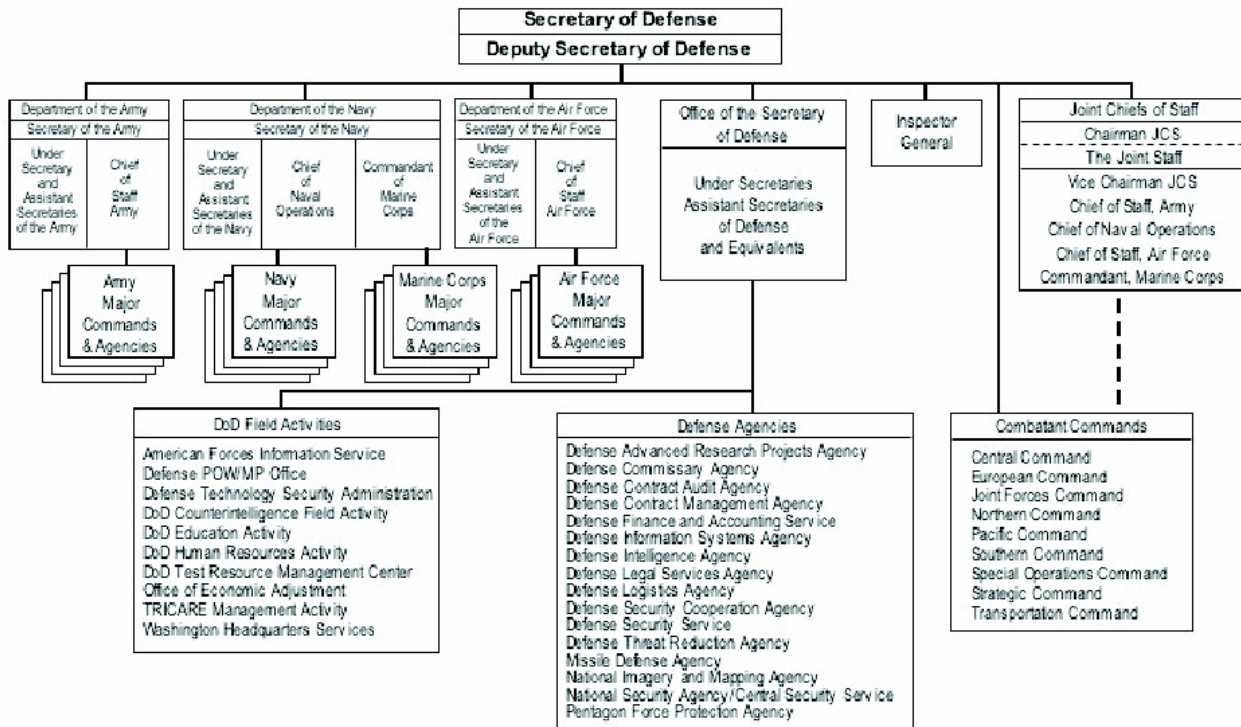 Secretary of Defense
Deputy Secretary of Defense
Department of the Army
Secretary of the Army
Under
Secretary
and
Assistant
Secretaries
of the Army
Chief
of
Staff
Army
Department of the Navy
Secretary of the Navy
Under
Secretary
and
Assistant
Secretaries
of the Navy
Chief
of
Naval
Operations
Commandant
of
Marine
Corps
Department of the Air Force
Secretary of the Air Force
Under
Secretary
and
Assistant
Secretaries
of the
Air Force
Chief
of
Staff
Air Force
Office of the Secretary
of Defense
Under Secretaries
Assistant Secretaries
of Defense
and Equivalents
Inspector
General
Joint Chiefs of Staff
Chairman JCS
The Joint Staff
Vice Chairman JCS
Chief of Staff, Army
Chief of Naval Operations
Chief of Staff, Air Force
Commandant, Marine Corps
Army
Major
Commands
& Agencies
Navy
Major
Commands
& Agencies
Marine Corps
Major
Commands
& Agencies
Air Force
Major
Commands
& Agencies
DoD Field Activities
American Forces Information Service
Defense POW/MP Office
Defense Technology Security Administration
DoD Counterintelligence Field Activity
DoD Education Activity
DoD Human Resources Activity
DoD Test Resource Management Center
Office of Economic Adjustment
TRICARE Management Activity
Washington Headquarters Services
Defense Agencies
Defense Advanced Research Projects Agency
Defense Commissary Agency
Defense Contract Audit Agency
Defense Contract Management Agency
Defense Finance and Accounting Service
Defense Information Systems Agency
Defense Intelligence Agency
Defense Legal Services Agency
Defense Logistics Agency
Defense Security Cooperation Agency
Defense Security Service
Defense Threat Reduction Agency
Missile Defense Agency
National Imagery and Mapping Agency
National Security Agency/Central Security Service
Pentagon Force Protection Agency
Combatant Commands
Central Command
European Command
Joint Forces Command
Northern Command
Pacific Command
Southern Command
Special Operations Command
Strategic Command
Transportation Command